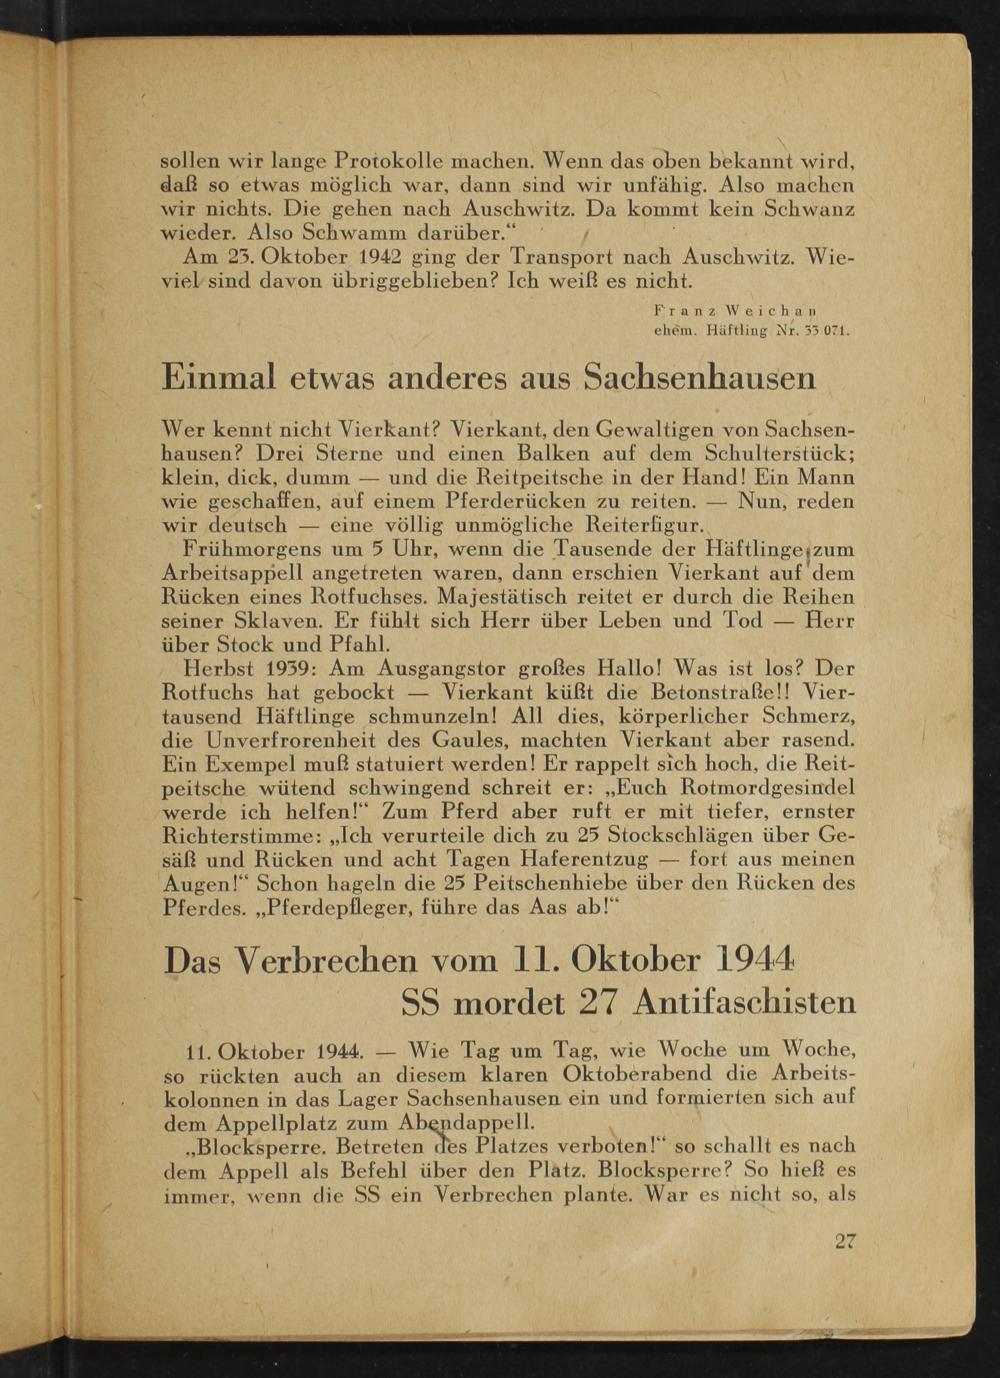 sollen wir lange Protokolle machen. Wenn das oben bekannt wird,
daß so etwas möglich war, dann sind wir unfähig. Also machen
wir nichts. Die gehen nach Auschwitz. Da kommt kein Schwanz
wieder. Also Schwamm darüber.“
Am 23. Oktober 1942 ging der Transport nach Auschwitz. Wie-
viel sind davon übriggeblieben? Ich weiß es nicht.
Franz Weichan
ehem. Häftling Nr. 33 071.
Einmal etwas anderes aus Sachsenhausen
Wer kennt nicht Vierkant? Vierkant, den Gewaltigen von Sachsen-
hausen? Drei Sterne und einen Balken auf dem Schulterstück;
klein, dick, dumm — und die Reitpeitsche in der Hand! Ein Mann
wie geschaffen, auf einem Pferderücken zu reiten. — Nun, reden
wir deutsch — eine völlig unmögliche Reiterfigur.
Frühmorgens um 5 Uhr, wenn die Tausende der Häftlinge zum
Arbeitsappell angetreten waren, dann erschien Vierkant auf dem
Rücken eines Rotfuchses. Majestätisch reitet er durch die Reihen
seiner Sklaven. Er fühlt sich Herr über Leben und Tod — Herr
über Stock und Pfahl.
Herbst 1939: Am Ausgangstor großes Hallo! Was ist los? Der
Rotfuchs hat gebockt — Vierkant küßt die Betonstraße!! Vier-
tausend Häftlinge schmunzeln! All dies, körperlicher Schmerz,
die Unverfrorenheit des Gaules, machten Vierkant aber rasend.
Ein Exempel muß statuiert werden! Er rappelt sich hoch, die Reit-
peitsche wütend schwingend schreit er: „Euch Rotmordgesindel
werde ich helfen!“ Zum Pferd aber ruft er mit tiefer, ernster
Richterstimme: „Ich verurteile dich zu 25 Stockschlägen über Ge-
säß und Rücken und acht Tagen Haferentzug — fort aus meinen
Augen!“ Schon hageln die 25 Peitschenhiebe über den Rücken des
Pferdes. „Pferdepfleger, führe das Aas ab!“
Das Verbrechen vom 11. Oktober 1944
SS mordet 27 Antifaschisten
11. Oktober 1944. — Wie Tag um Tag, wie Woche um Woche,
so rückten auch an diesem klaren Oktoberabend die Arbeits-
kolonnen in das Lager Sachsenhausen ein und formierten sich auf
dem Appellplatz zum Abendappell.
„Blocksperre. Betreten des Platzes verboten!“ so schallt es nach
dem Appell als Befehl über den Platz. Blocksperre? So hieß es
immer, wenn die SS ein Verbrechen plante. War es nicht so, als
27